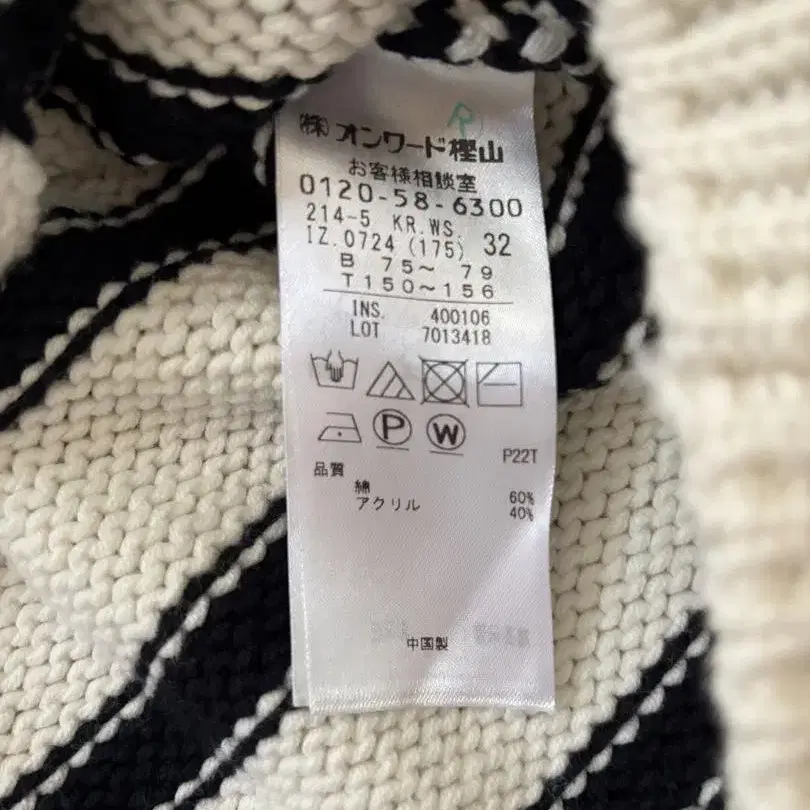 ㈱オンワード樫山
お客様相談室
0120-58-6300
214-5 KR.WS. 32
IZ.0724 (175)
B 75~ 79
T150~156
INS. 400106
LOT 7013418
P W
P22T
品質
綿 60%
アクリル 40%
中国製